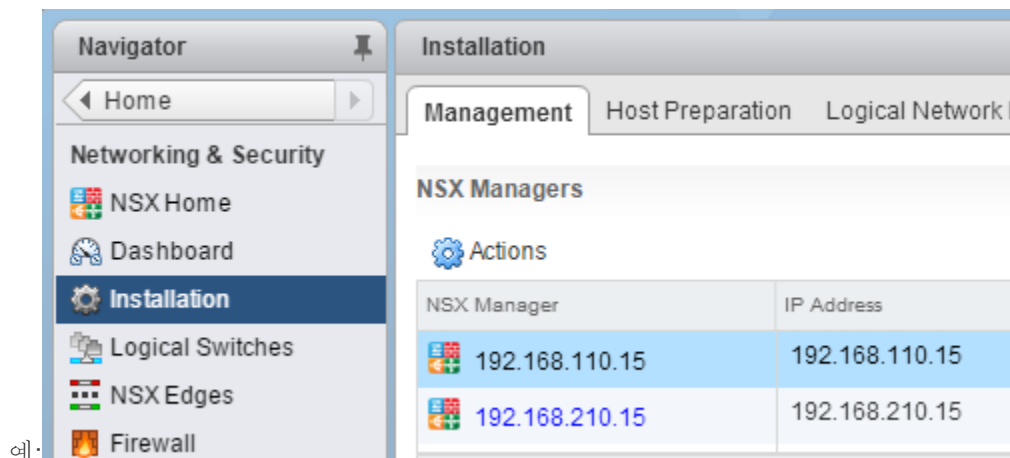 Navigator
Home
Networking & Security
NSX Home
Dashboard
Installation
Logical Switches
NSX Edges
Firewall
Installation
Management Host Preparation Logical Network
NSX Managers
Actions
NSX Manager IP Address
192.168.110.15 192.168.110.15
192.168.210.15 192.168.210.15
예: